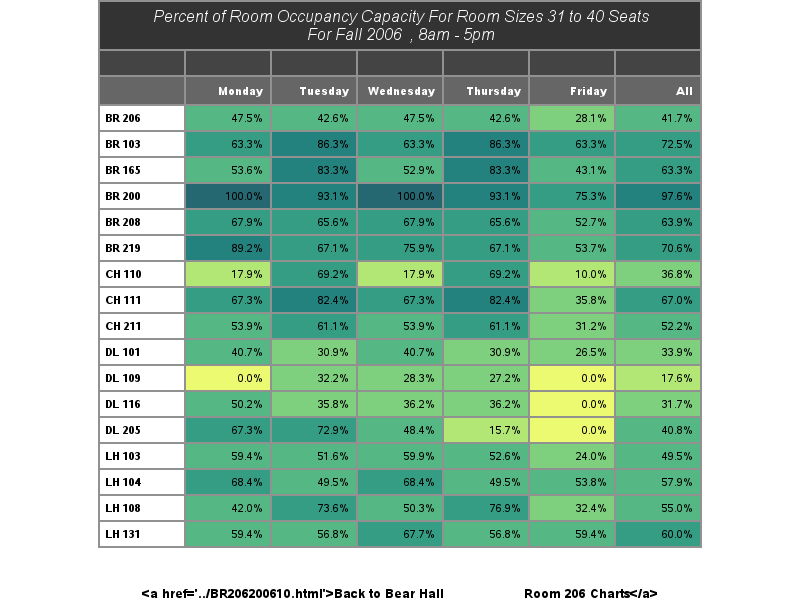 Percent of Room Occupancy Capacity For Room Sizes 31 to 40 Seats
For Fall 2006 , 8am - 5pm
Monday Tuesday Wednesday Thursday Friday All
BR 206 47.5% 42.6% 47.5% 42.6% 28.1% 41.7%
BR 103 63.3% 86.3% 63.3% 86.3% 63.3% 72.5%
BR 165 53.6% 83.3% 52.9% 83.3% 43.1% 63.3%
BR 200 100.0% 93.1% 100.0% 93.1% 75.3% 97.6%
BR 208 67.9% 65.6% 67.9% 65.6% 52.7% 63.9%
BR 219 89.2% 67.1% 75.9% 67.1% 53.7% 70.6%
CH 110 17.9% 69.2% 17.9% 69.2% 10.0% 36.8%
CH 111 67.3% 82.4% 67.3% 82.4% 35.8% 67.0%
CH 211 53.9% 61.1% 53.9% 61.1% 31.2% 52.2%
DL 101 40.7% 30.9% 40.7% 30.9% 26.5% 33.9%
DL 109 0.0% 32.2% 28.3% 27.2% 0.0% 17.6%
DL 116 50.2% 35.8% 36.2% 36.2% 0.0% 31.7%
DL 205 67.3% 72.9% 48.4% 15.7% 0.0% 40.8%
LH 103 59.4% 51.6% 59.9% 52.6% 24.0% 49.5%
LH 104 68.4% 49.5% 68.4% 49.5% 53.8% 57.9%
LH 108 42.0% 73.6% 50.3% 76.9% 32.4% 55.0%
LH 131 59.4% 56.8% 67.7% 56.8% 59.4% 60.0%
<a href='../BR206200610.html'>Back to Bear Hall Room 206 Charts</a>